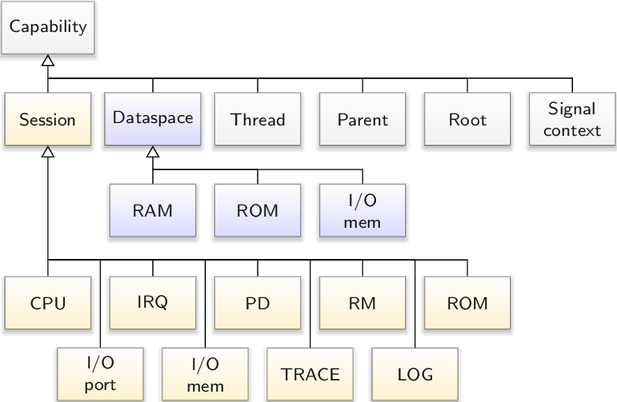 Capability
Session
Dataspace
Thread
Parent
Root
Signal
context
RAM
ROM
I/O
mem
CPU
IRQ
PD
RM
ROM
I/O
port
I/O
mem
TRACE
LOG